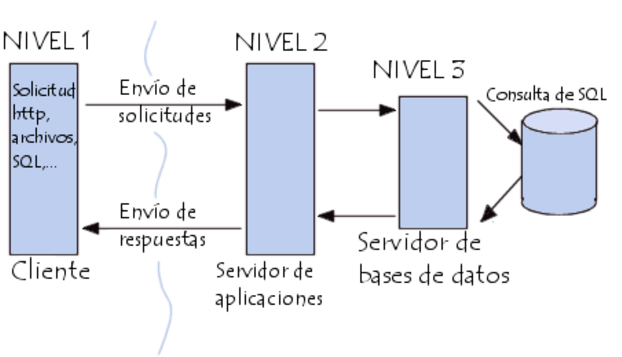 NIVEL 1
Solicitud
http,
archivos,
SQL,...
Cliente
Envío de
solicitudes
Envío de
respuestas
NIVEL 2
Servidor de
aplicaciones
NIVEL 3
Servidor de
bases de datos
Consulta de SQL